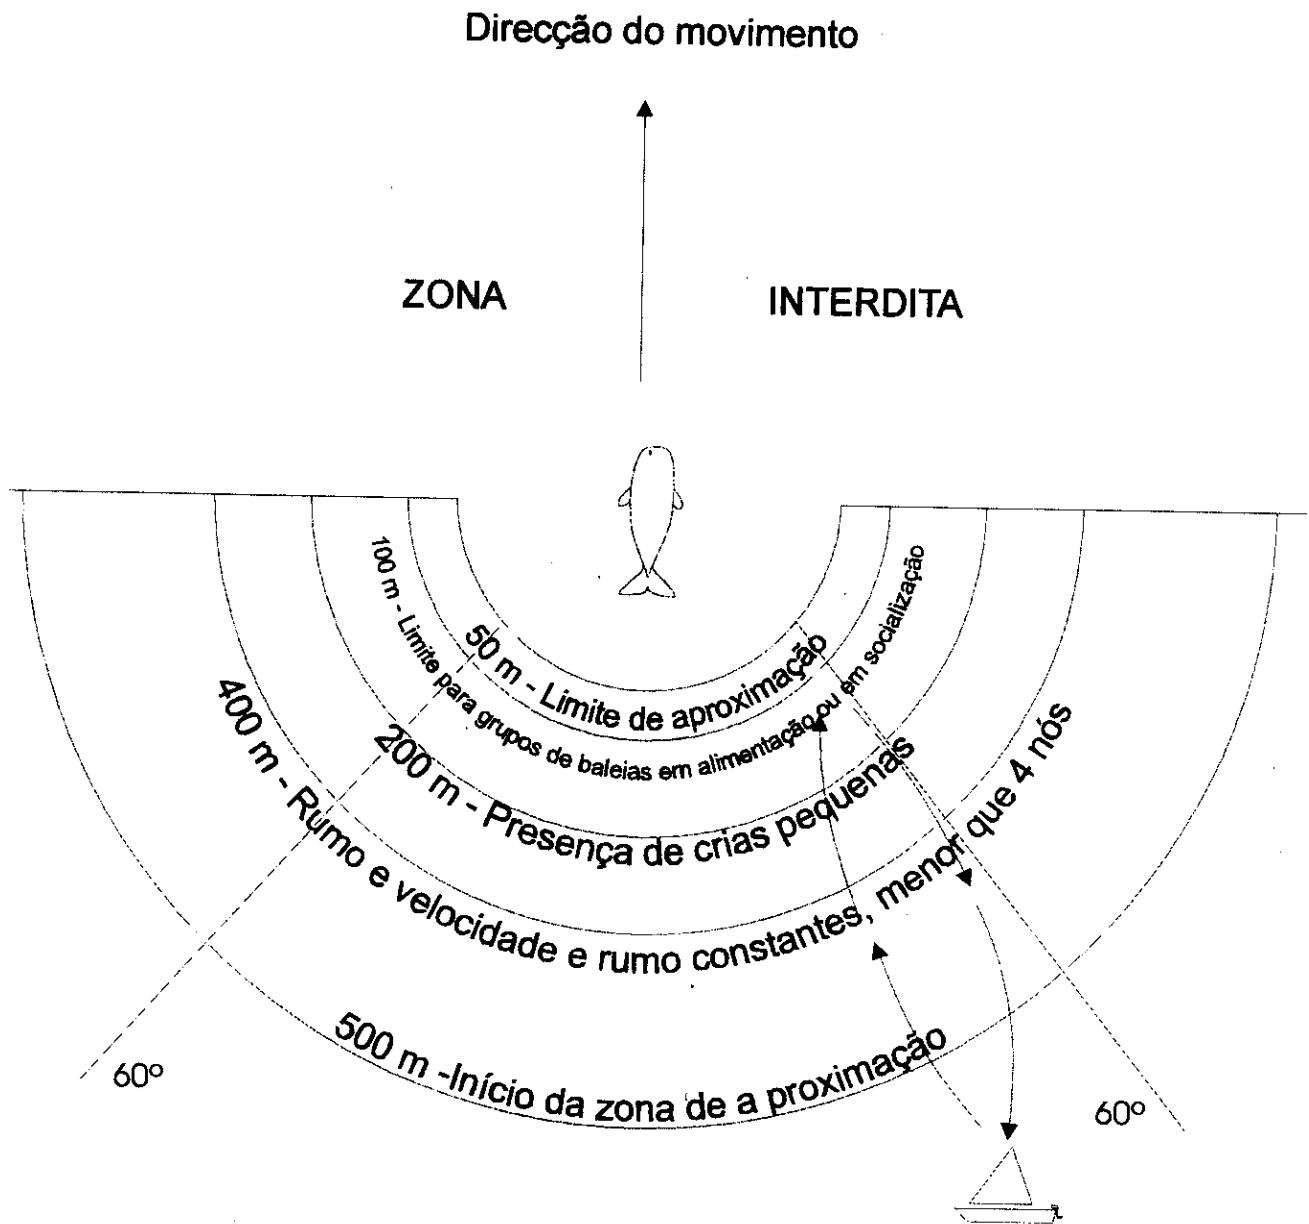 Direcção do movimento
ZONA INTERDITA
50 m - Limite de aproximação
100 m - Limite para grupos de baleias em alimentação ou em socialização
200 m - Presença de crias pequenas
400 m - Rumo e velocidade e rumo constantes, menor que 4 nós
500 m -Início da zona de a proximação
60º
60º